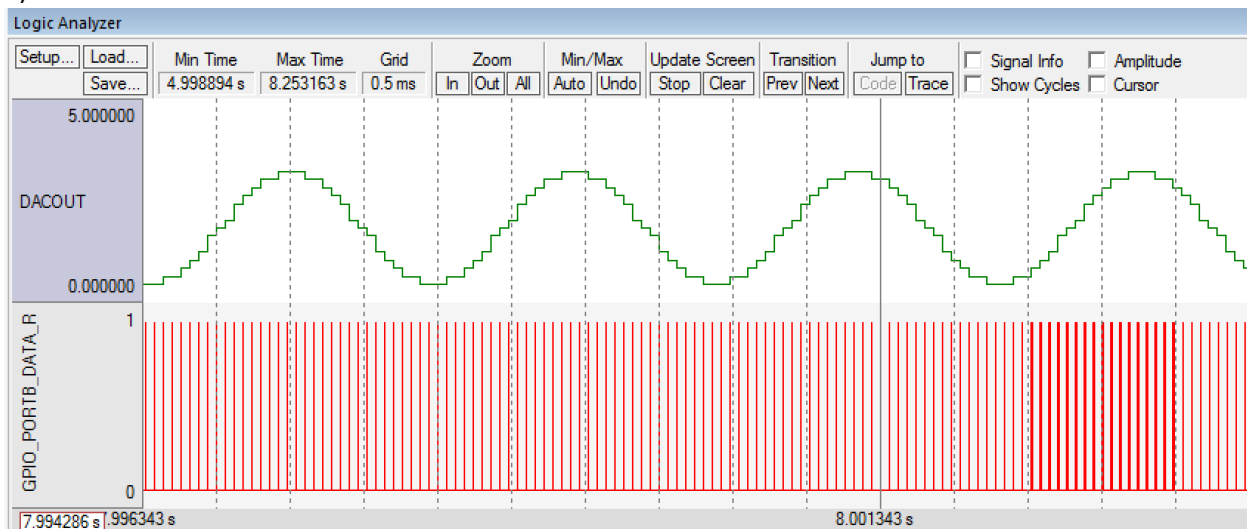 Logic Analyzer
Setup... Load... Min Time Max Time Grid Zoom Min/Max Update Screen Transition Jump to Signal Info Amplitude
Save... 4.998894 s 8.253163 s 0.5 ms In Out All Auto Undo Stop Clear Prev Next Code Trace Show Cycles Cursor
5.000000
DACOUT
0.000000
1
GPIO_PORTB_DATA_R
0
7.994286 s 7.996343 s 8.001343 s